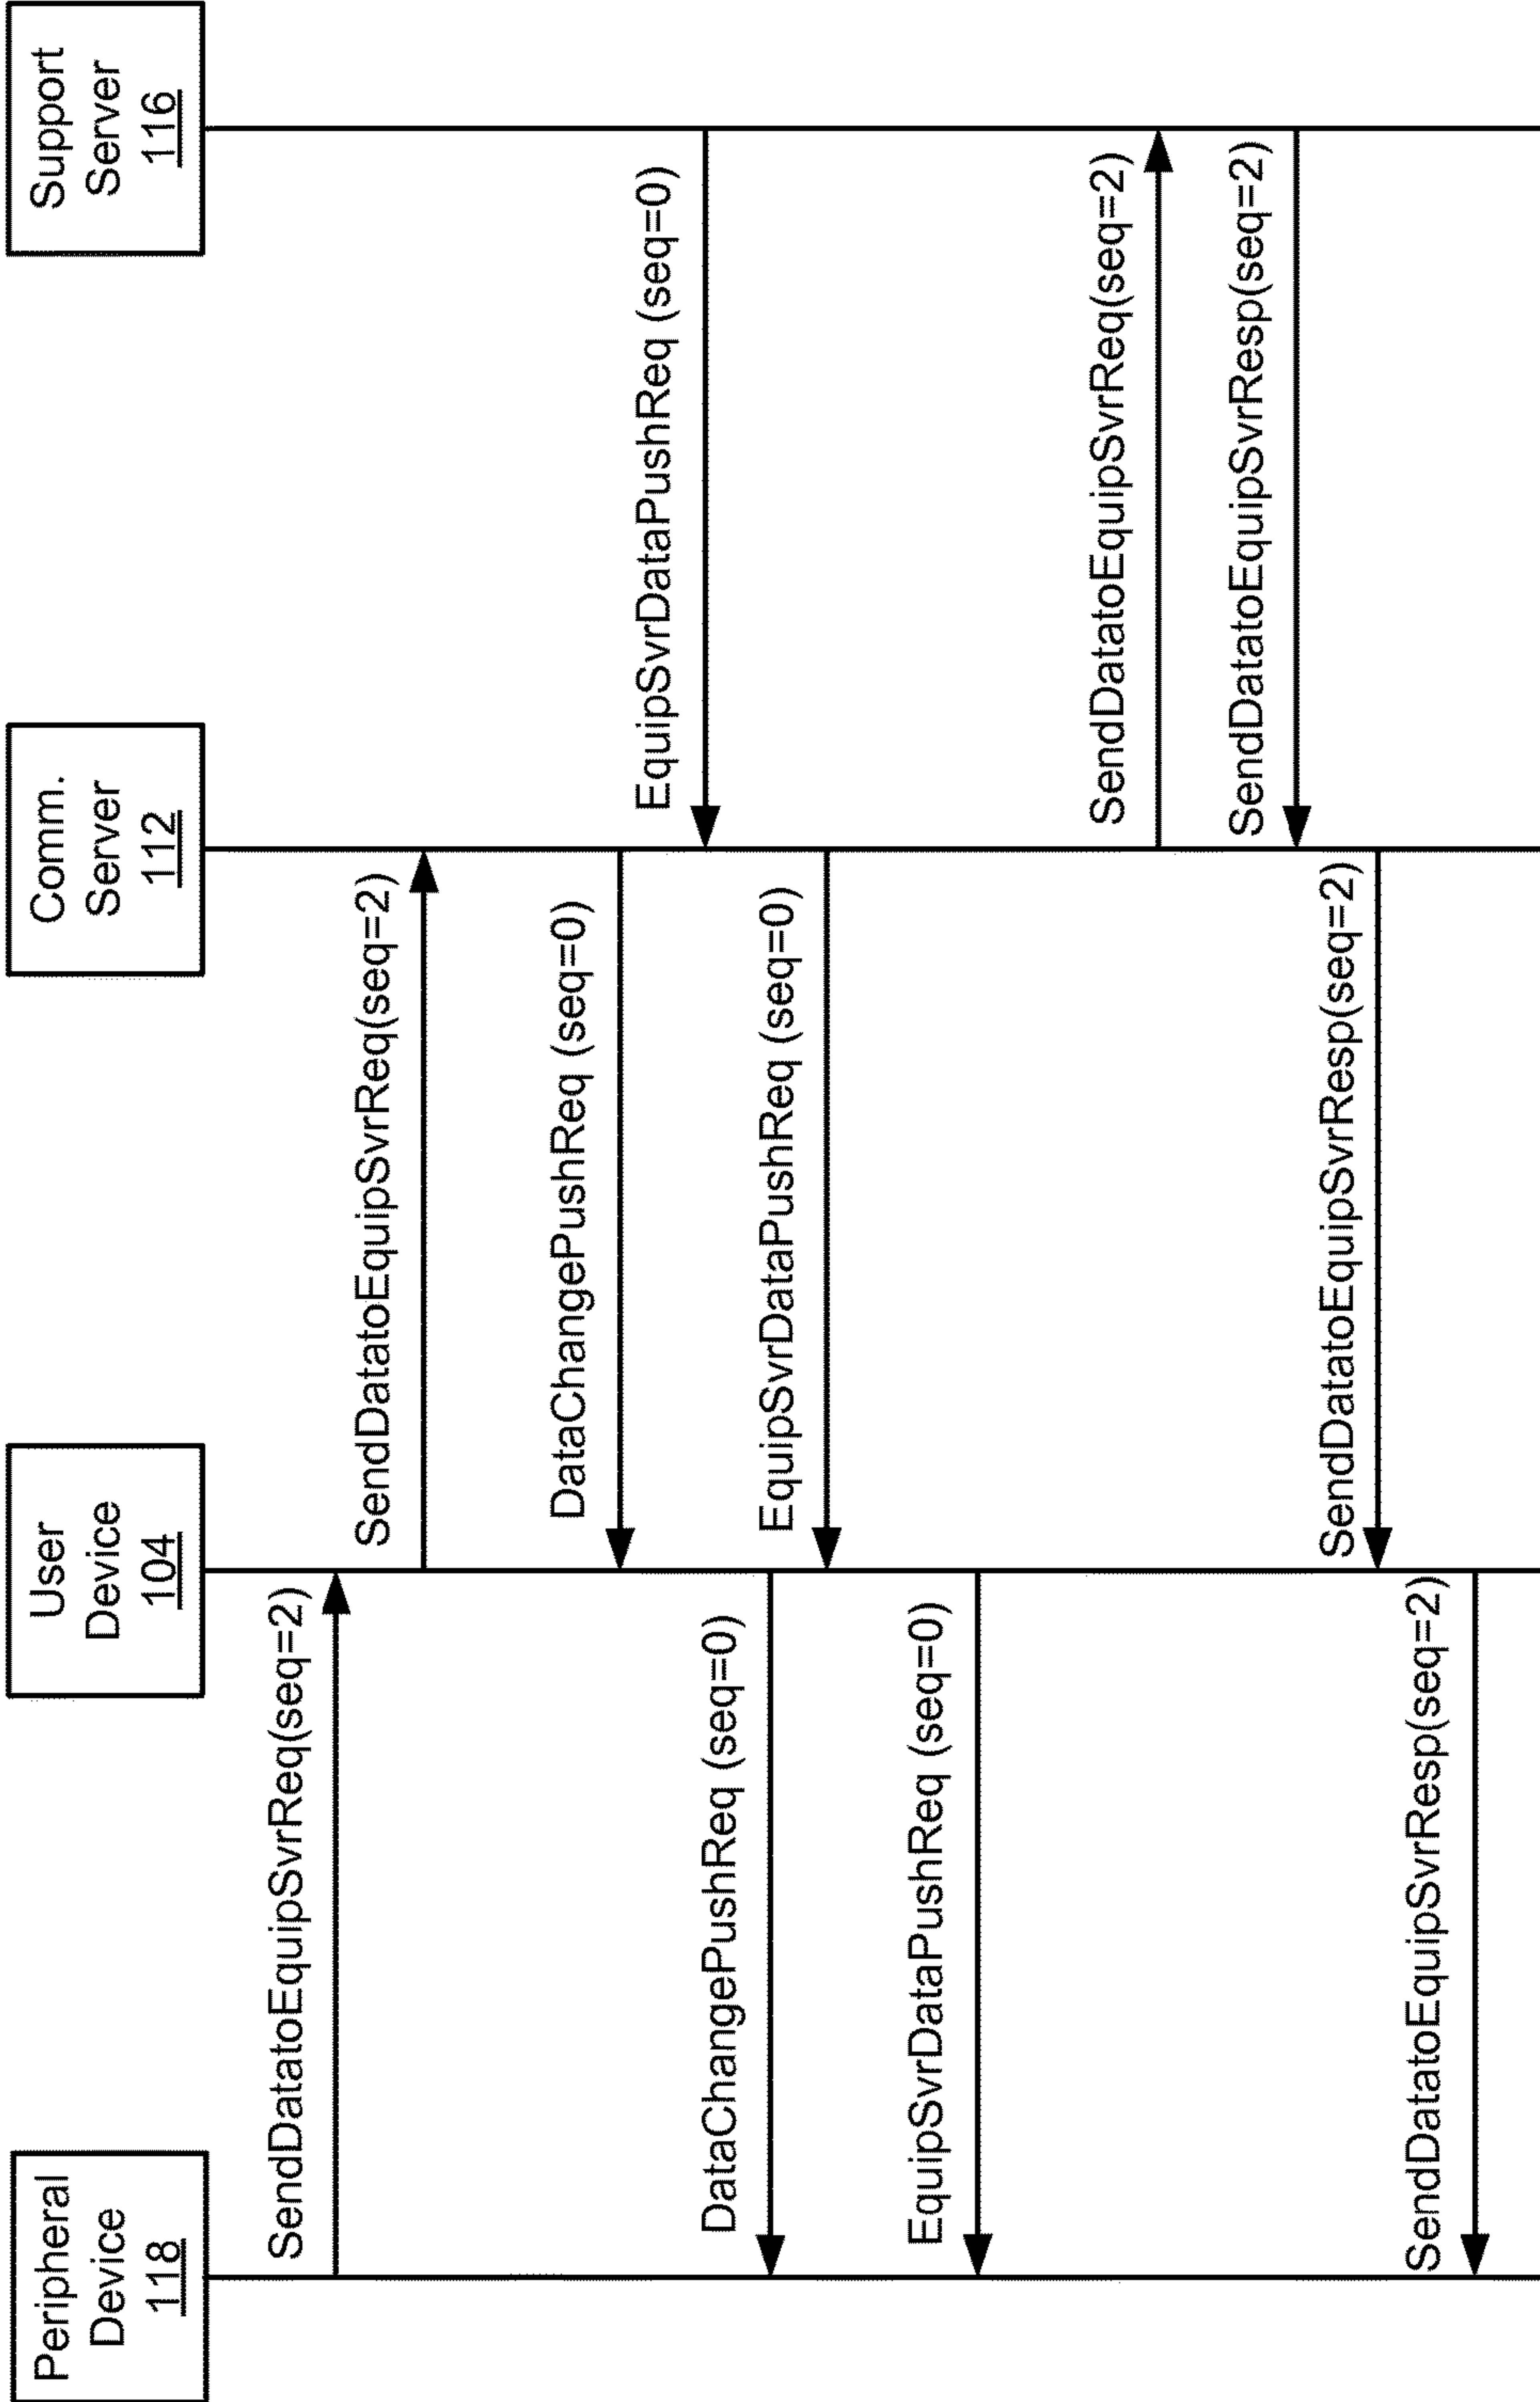 Peripheral
Device
118
User
Device
104
Comm.
Server
112
Support
Server
116
SendDatatoEquipSvrReq(seq=2)
SendDatatoEquipSvrReq(seq=2)
DataChangePushReq (seq=0)
EquipSvrDataPushReq (seq=0)
DataChangePushReq (seq=0)
EquipSvrDataPushReq (seq=0)
EquipSvrDataPushReq (seq=0)
SendDatatoEquipSvrReq(seq=2)
SendDatatoEquipSvrResp(seq=2)
SendDatatoEquipSvrResp(seq=2)
SendDatatoEquipSvrResp(seq=2)